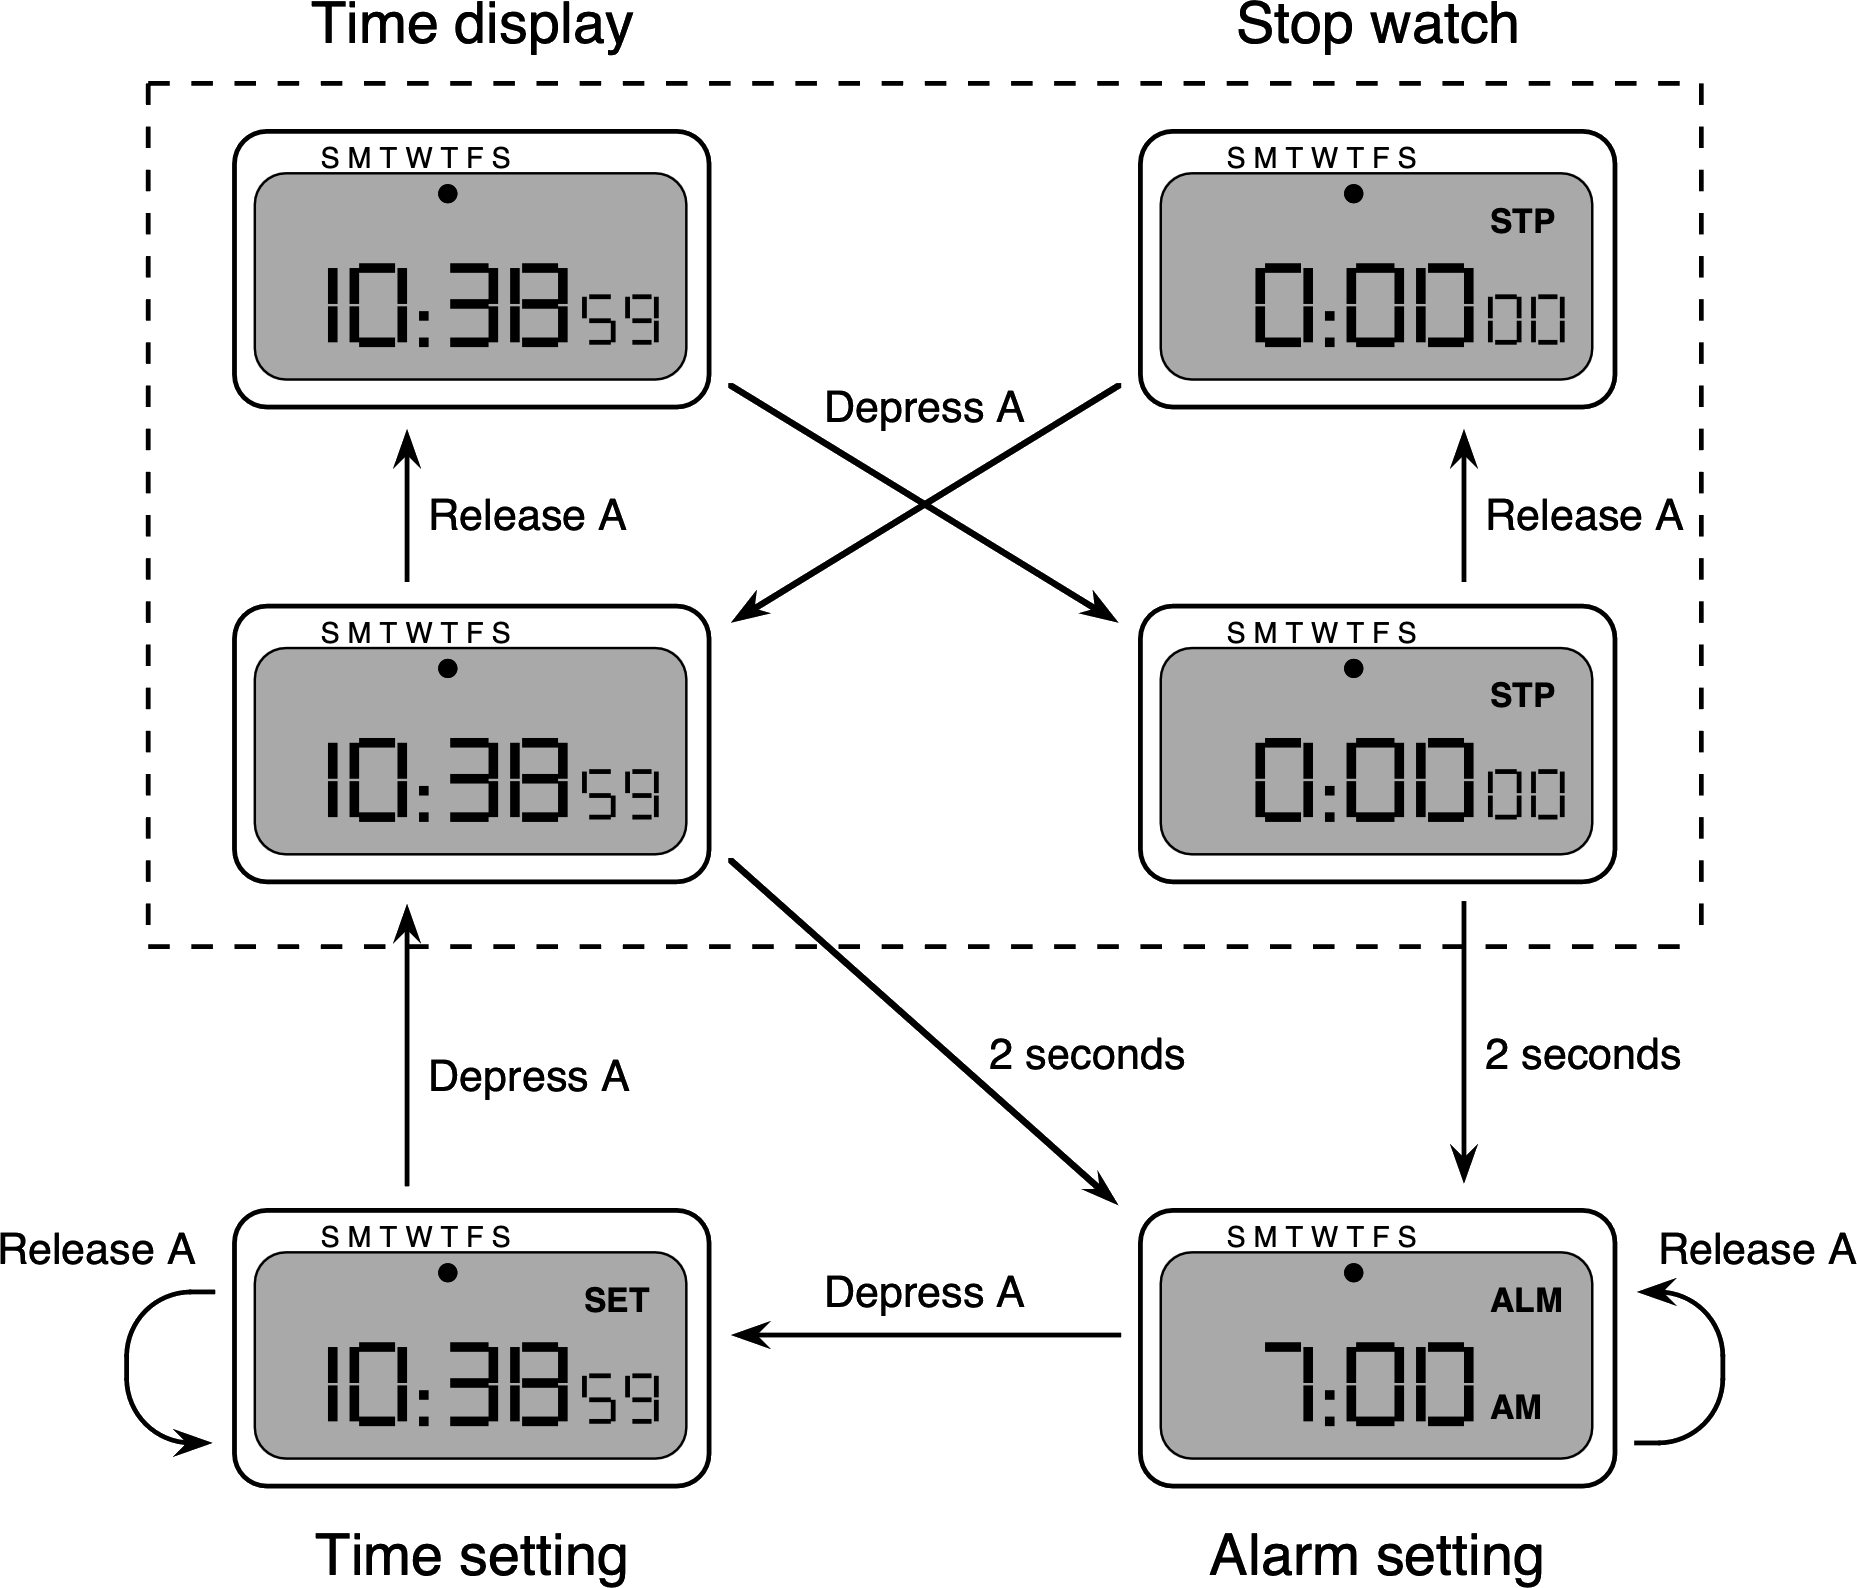 Time display
Stop watch
S M T W T F S
10:38 59
S M T W T F S
STP
0:00 00
Depress A
Release A
Release A
S M T W T F S
10:38 59
S M T W T F S
STP
0:00 00
2 seconds
2 seconds
Depress A
Release A
S M T W T F S
SET
10:38 59
Depress A
S M T W T F S
ALM
7:00 AM
Release A
Time setting
Alarm setting